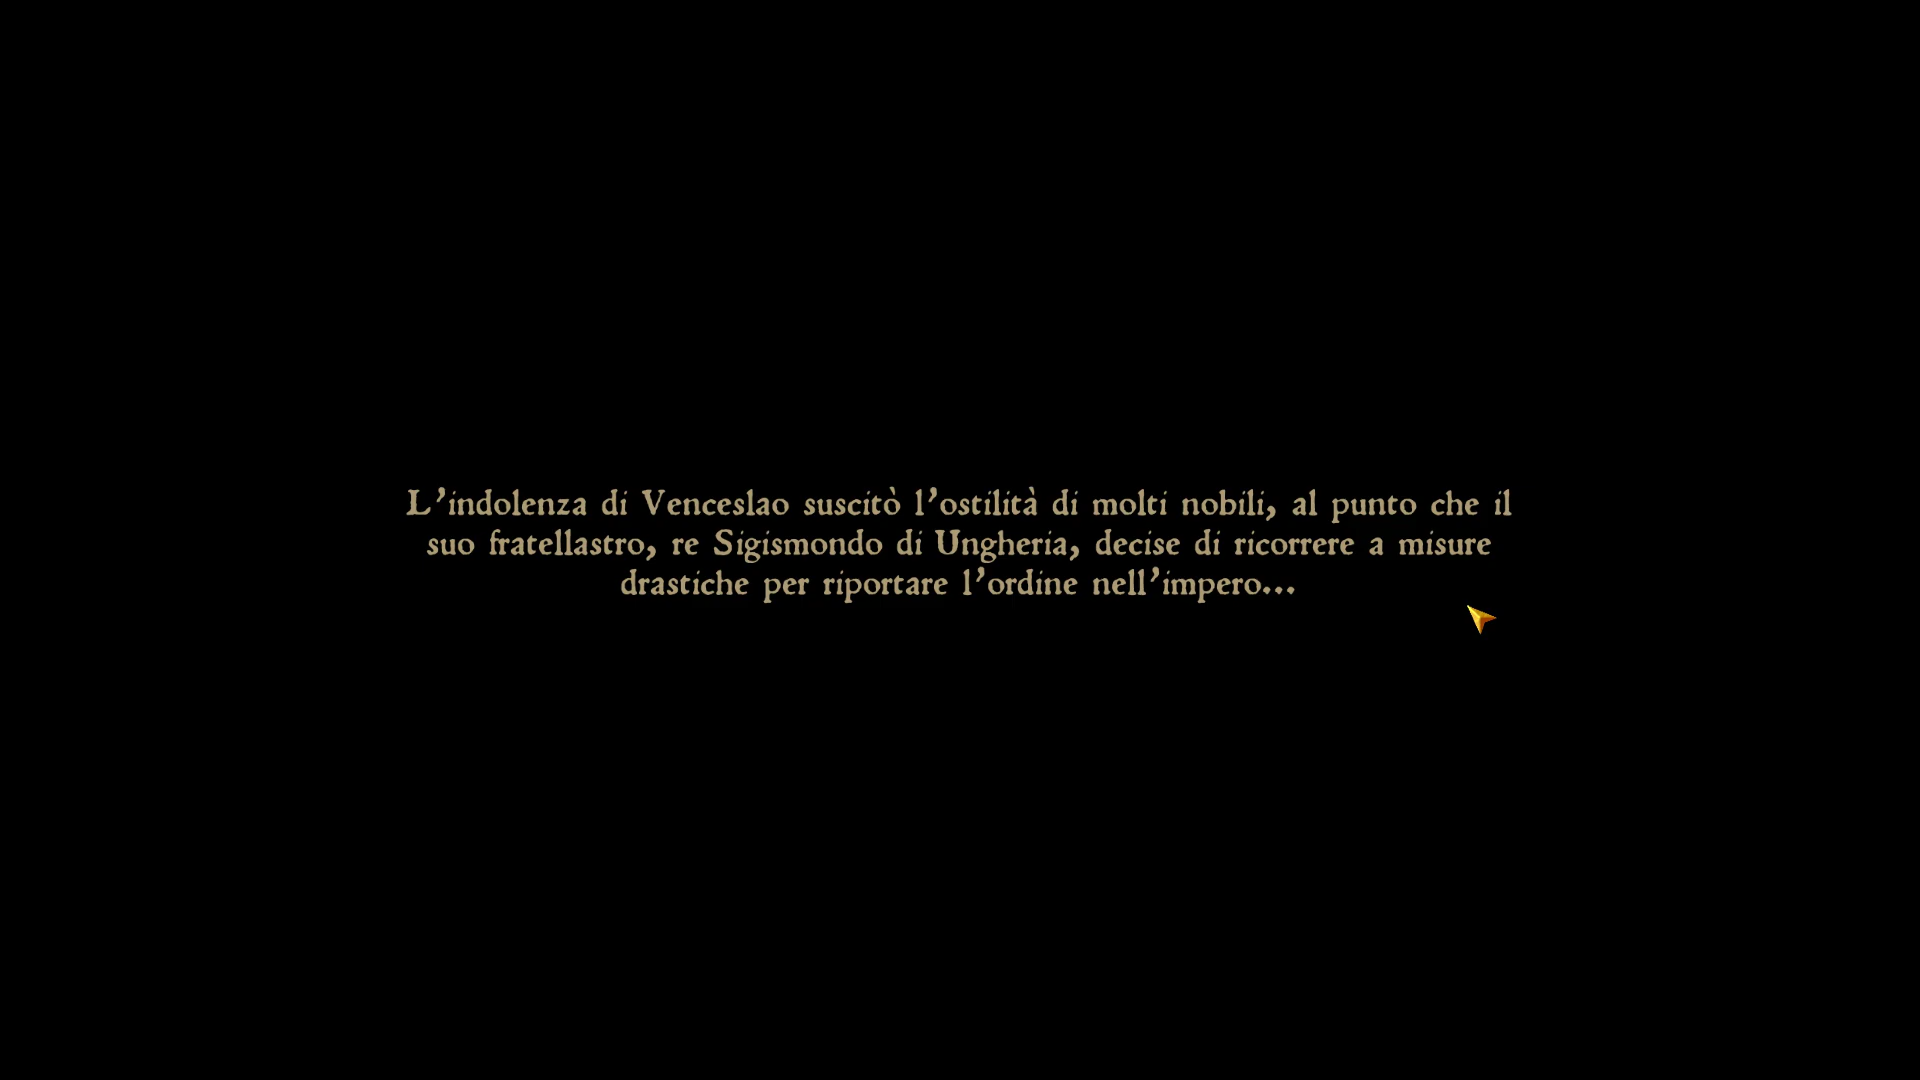 L'indolenza di Venceslao suscitò l'ostilità di molti nobili, al punto che il
suo fratellastro, re Sigismondo di Ungheria, decise di ricorrere a misure
drastiche per riportare l'ordine nell'impero...